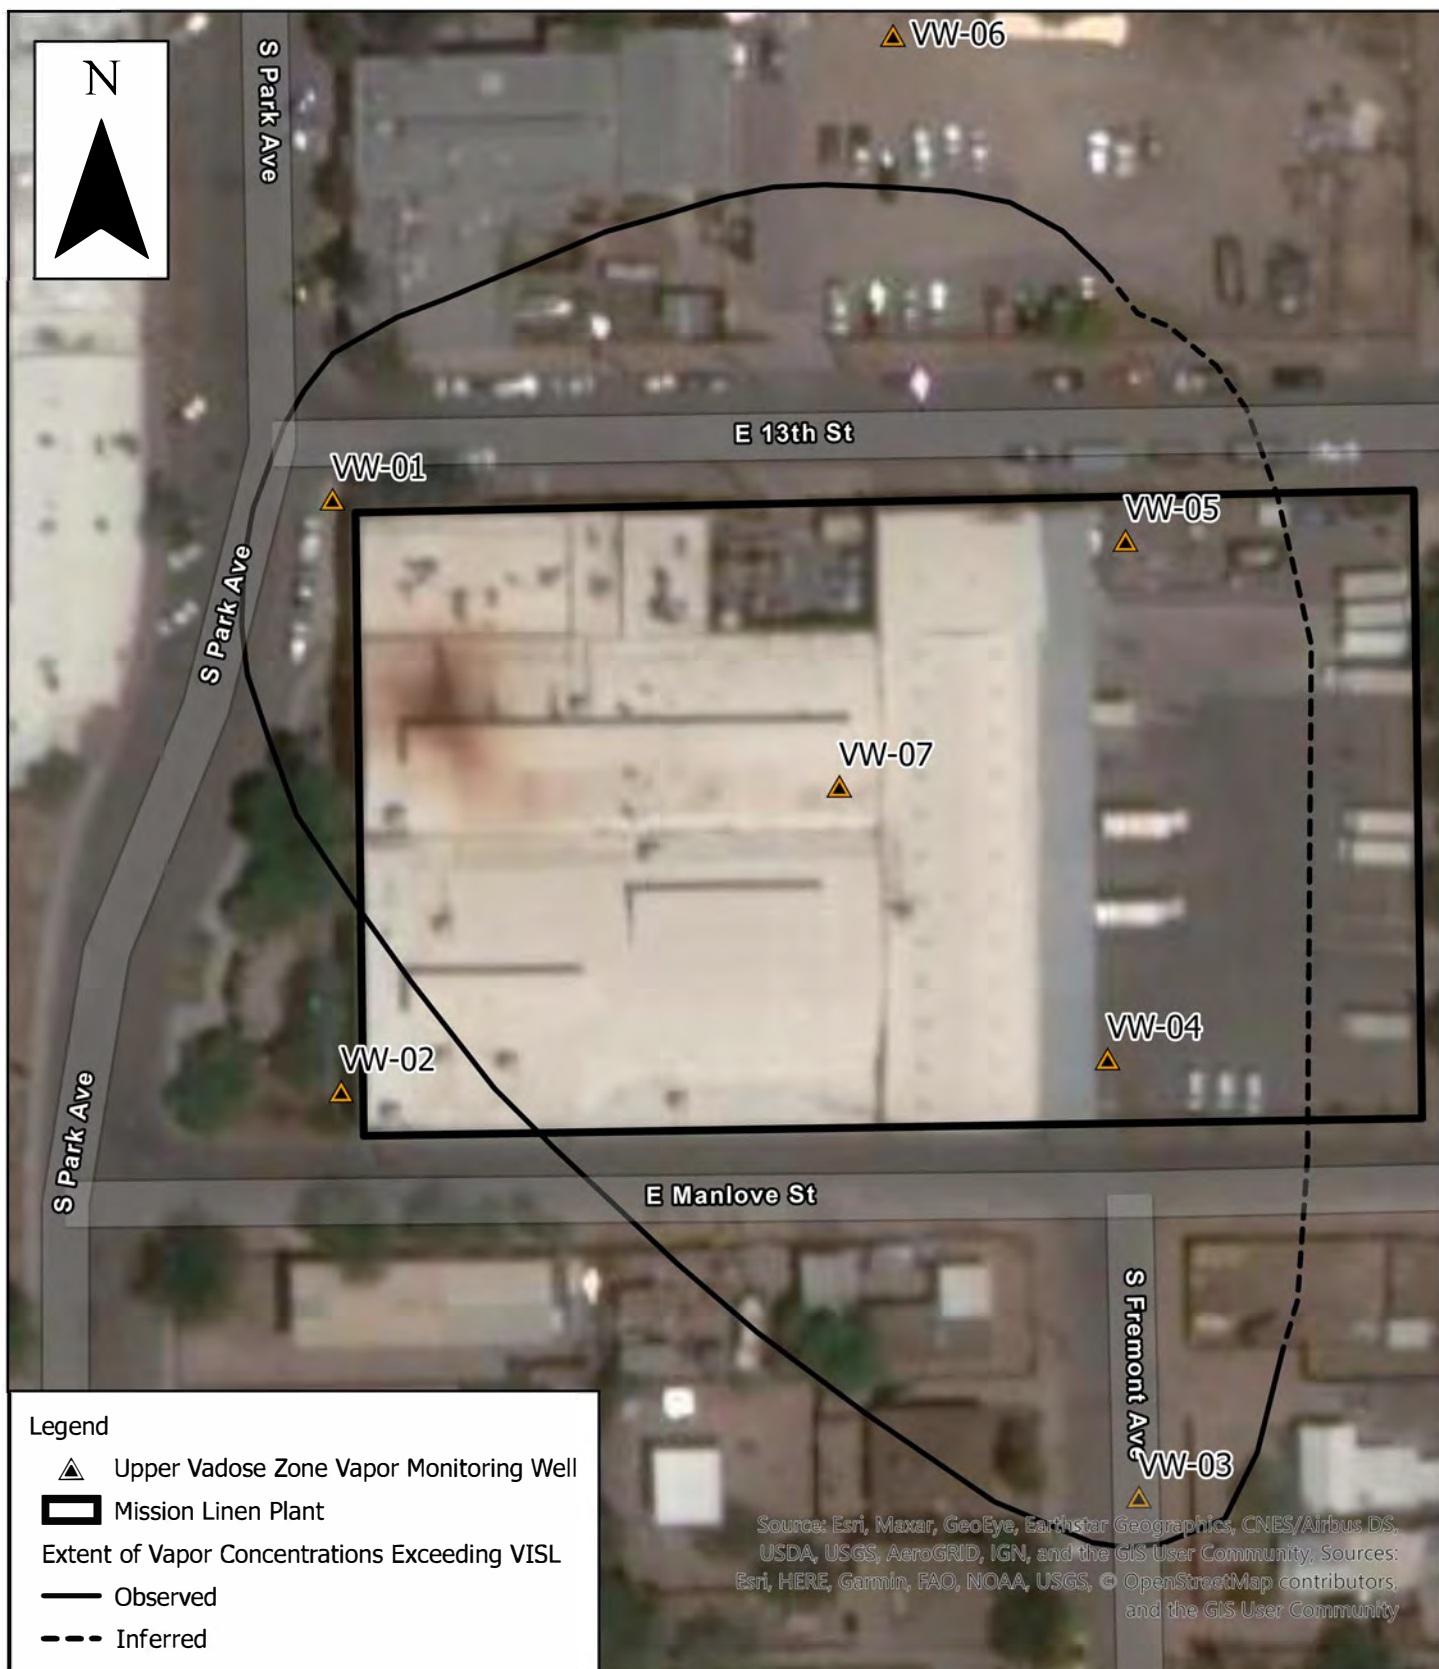 N
S Park Ave
VW-06
E 13th St
VW-01
VW-05
S Park Ave
VW-07
VW-04
VW-02
S Park Ave
E Manlove St
S Fremont Ave
VW-03
Legend
Upper Vadose Zone Vapor Monitoring Well
Mission Linen Plant
Extent of Vapor Concentrations Exceeding VISL
Observed
Inferred
Source: Esri, Maxar, GeoEye, Earthstar Geographics, CNES/Airbus DS,
USDA, USGS, AeroGRID, IGN, and the GIS User Community, Sources:
Esri, HERE, Garmin, FAO, NOAA, USGS, © OpenStreetMap contributors,
and the GIS User Community